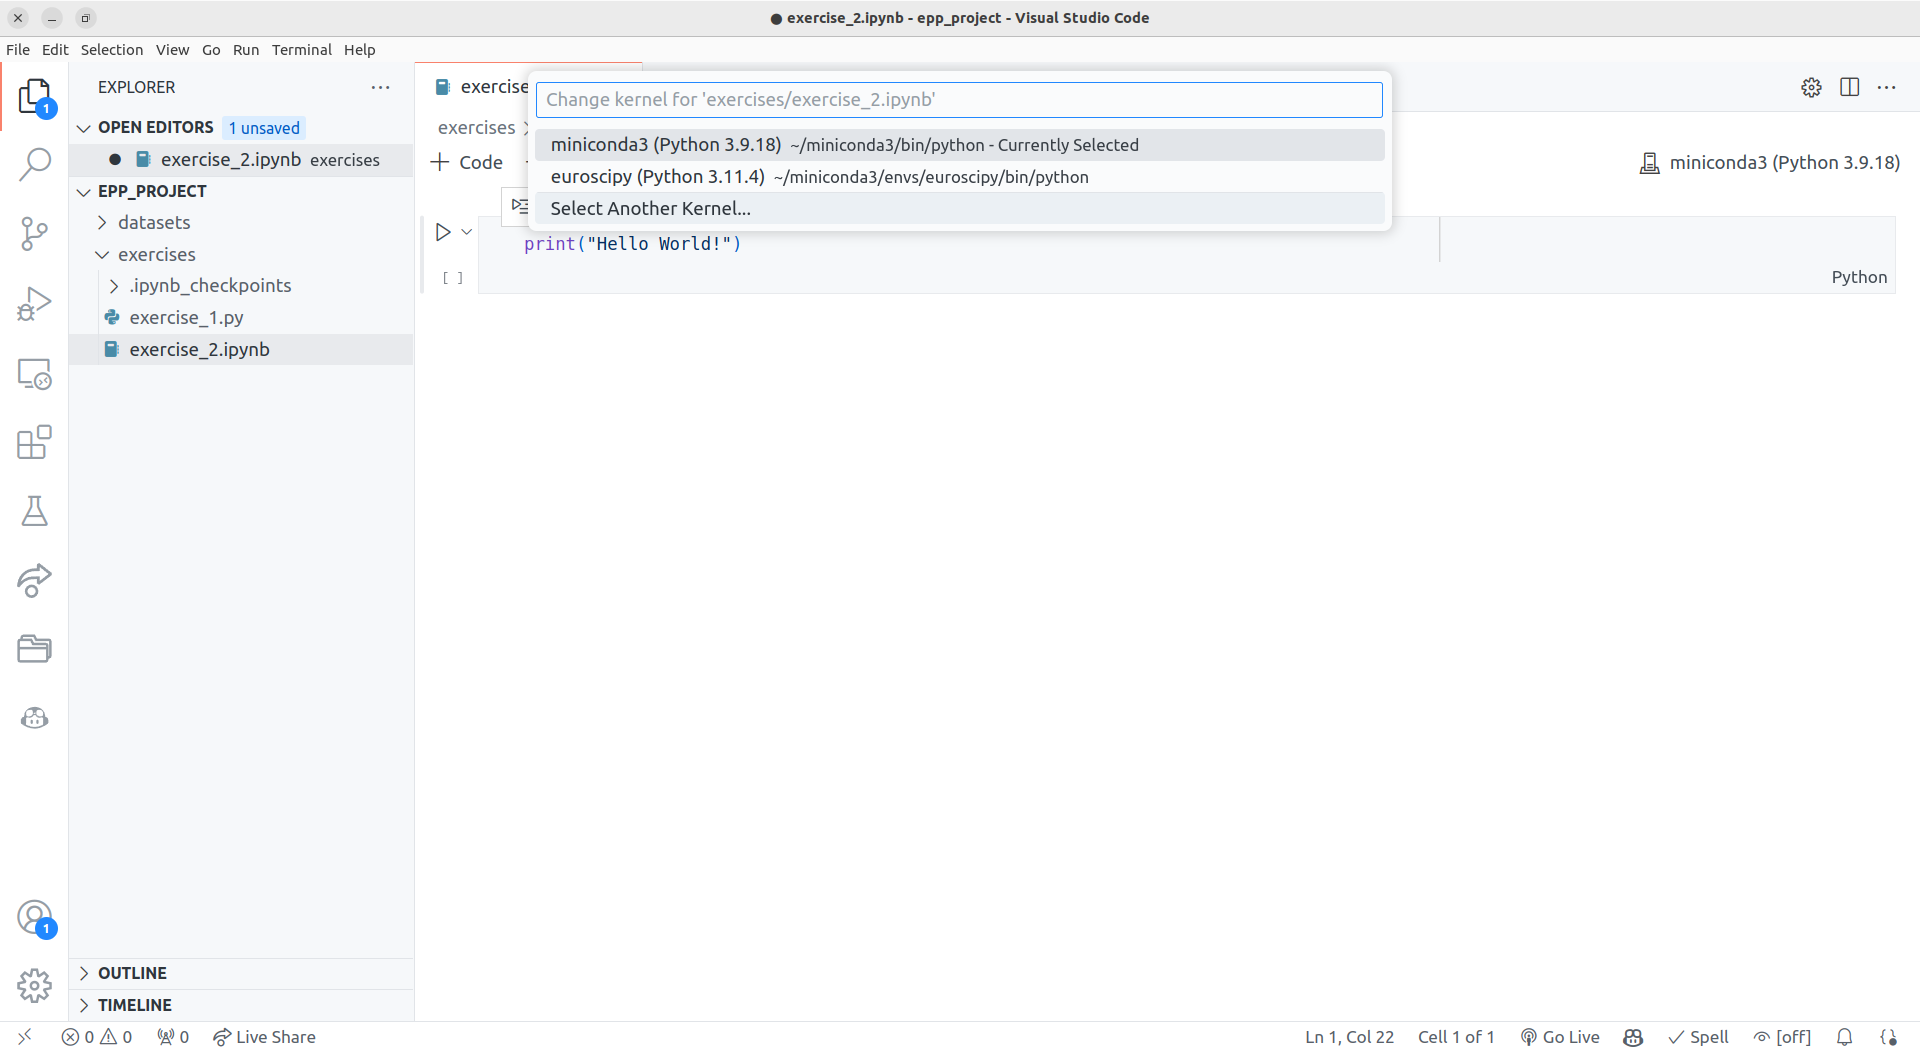 ● exercise_2.ipynb - epp_project - Visual Studio Code
File Edit Selection View Go Run Terminal Help
EXPLORER
OPEN EDITORS 1 unsaved
exercise_2.ipynb exercises
EPP_PROJECT
datasets
exercises
.ipynb_checkpoints
exercise_1.py
exercise_2.ipynb
OUTLINE
TIMELINE
1
1
exercise
Change kernel for 'exercises/exercise_2.ipynb'
miniconda3 (Python 3.9.18) ~/miniconda3/bin/python - Currently Selected
euroscipy (Python 3.11.4) ~/miniconda3/envs/euroscipy/bin/python
Select Another Kernel...
exercises >
+ Code
miniconda3 (Python 3.9.18)
print("Hello World!")
[ ]
Python
0 0 0 Live Share
Ln 1, Col 22 Cell 1 of 1 Go Live Spell [off]